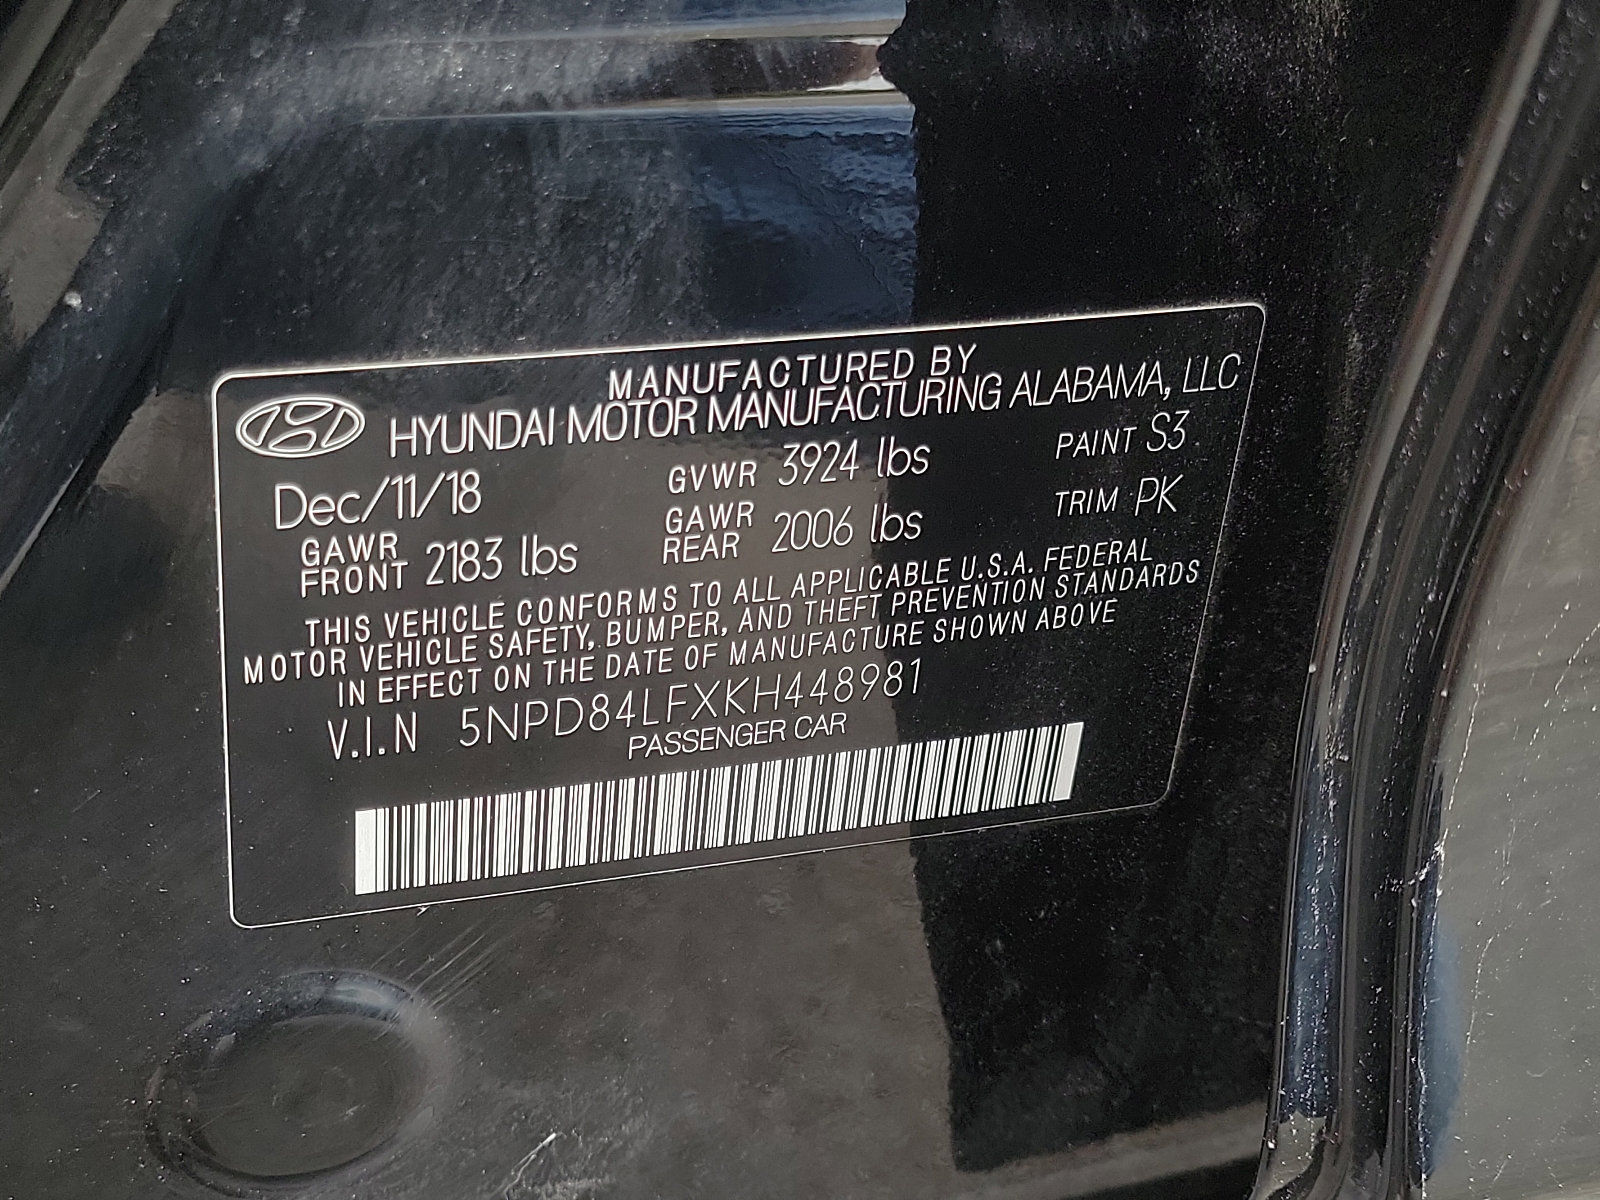 MANUFACTURED BY
HYUNDAI MOTOR MANUFACTURING ALABAMA, LLC
Dec/11/18 GVWR 3924 lbs PAINT S3
GAWR FRONT 2183 lbs GAWR REAR 2006 lbs TRIM PK
THIS VEHICLE CONFORMS TO ALL APPLICABLE U.S.A. FEDERAL
MOTOR VEHICLE SAFETY, BUMPER, AND THEFT PREVENTION STANDARDS
IN EFFECT ON THE DATE OF MANUFACTURE SHOWN ABOVE
V.I.N 5NPD84LFXKH448981
PASSENGER CAR